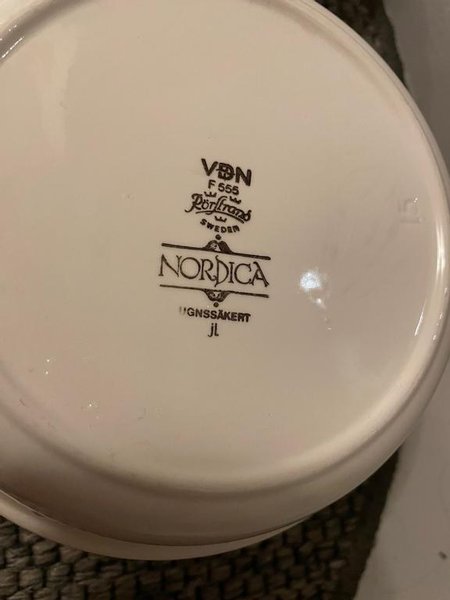 VDN
F 555
Rörstrand
SWEDEN
NORDICA
UGNSSÄKERT
jL